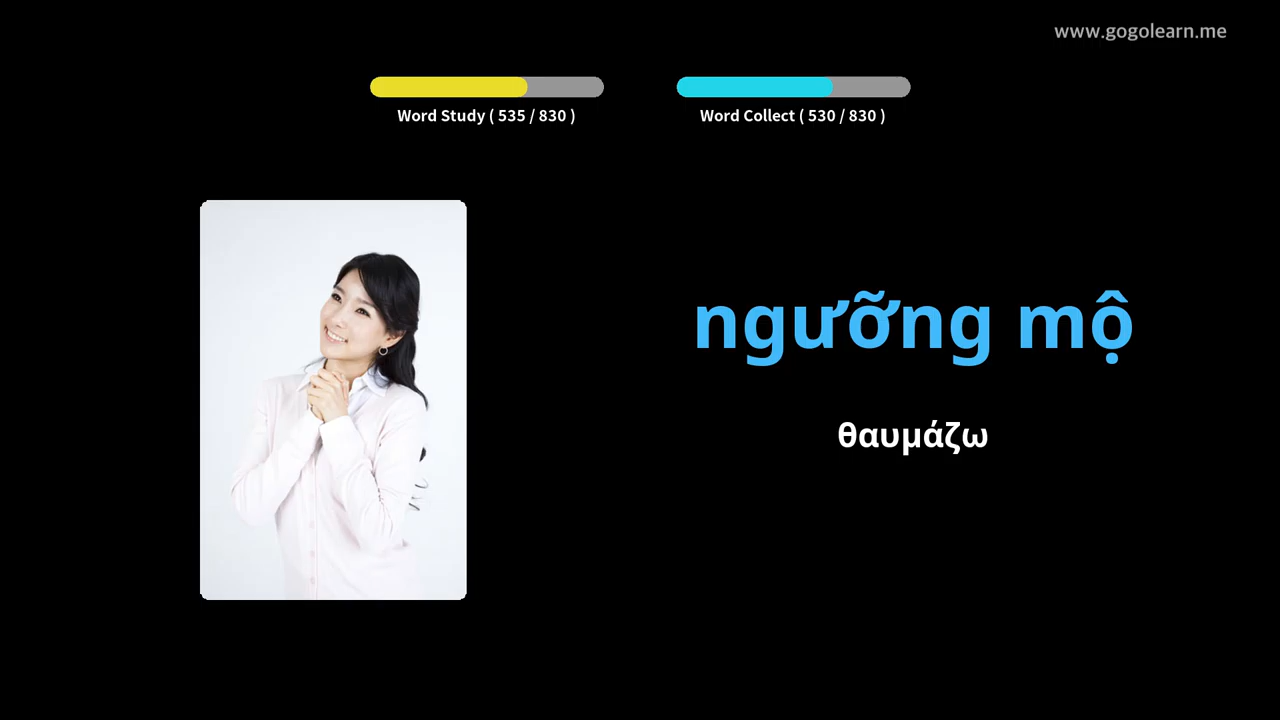 www.gogolearn.me
Word Study ( 535 / 830 )
Word Collect ( 530 / 830 )
ngưỡng mộ
θαυμάζω